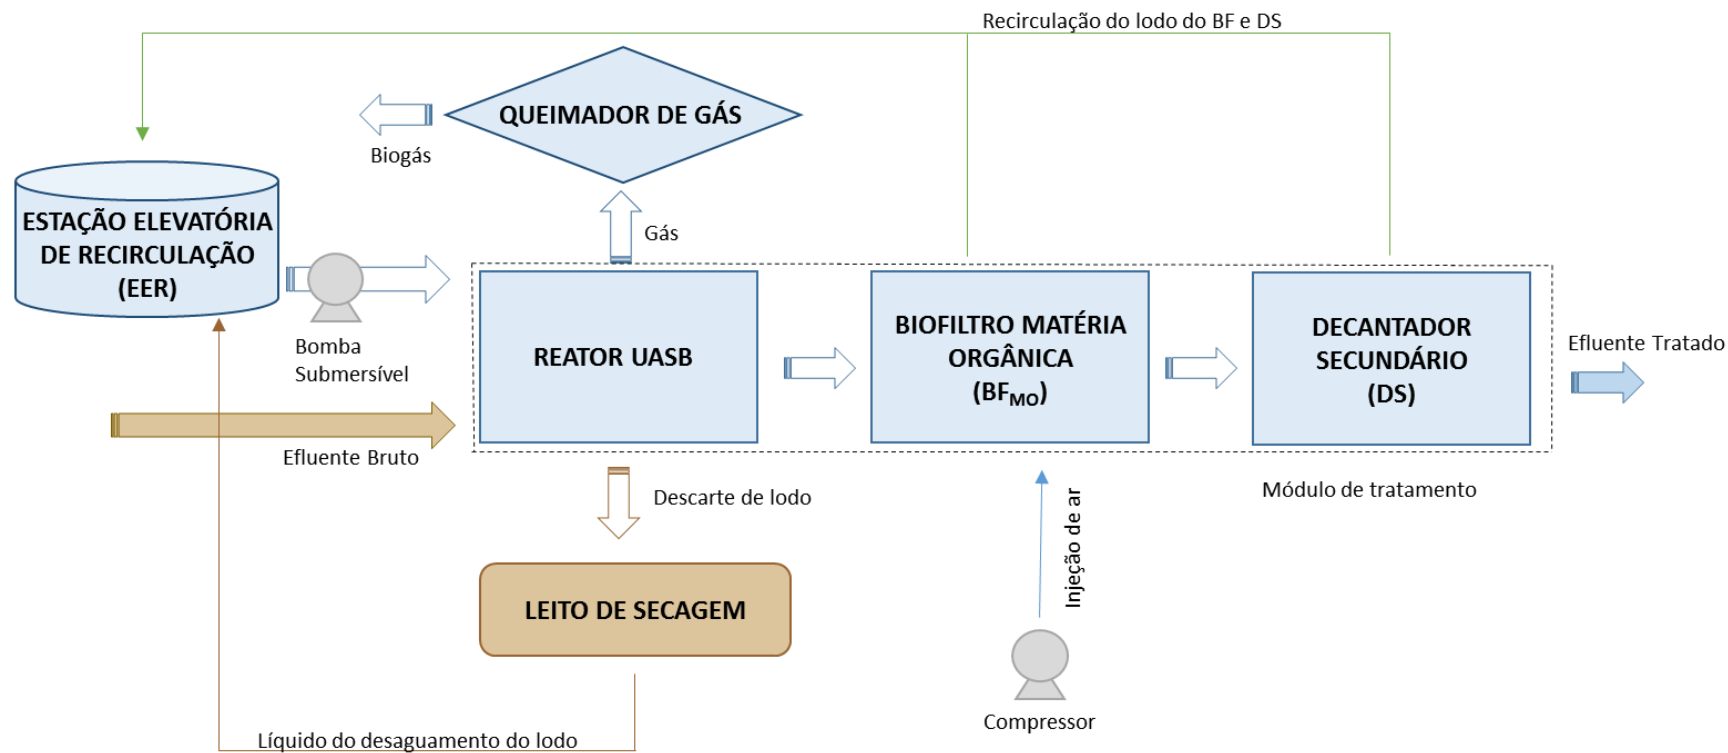 Recirculação do lodo do BF e DS
QUEIMADOR DE GÁS
Biogás
Gás
ESTAÇÃO ELEVATÓRIA
DE RECIRCULAÇÃO
(EER)
Bomba
Submersível
REATOR UASB
BIOFILTRO MATÉRIA
ORGÂNICA
(BFMO)
DECANTADOR
SECUNDÁRIO
(DS)
Efluente Tratado
Efluente Bruto
Descarte de lodo
Módulo de tratamento
Injeção de ar
LEITO DE SECAGEM
Compressor
Líquido do desaguamento do lodo